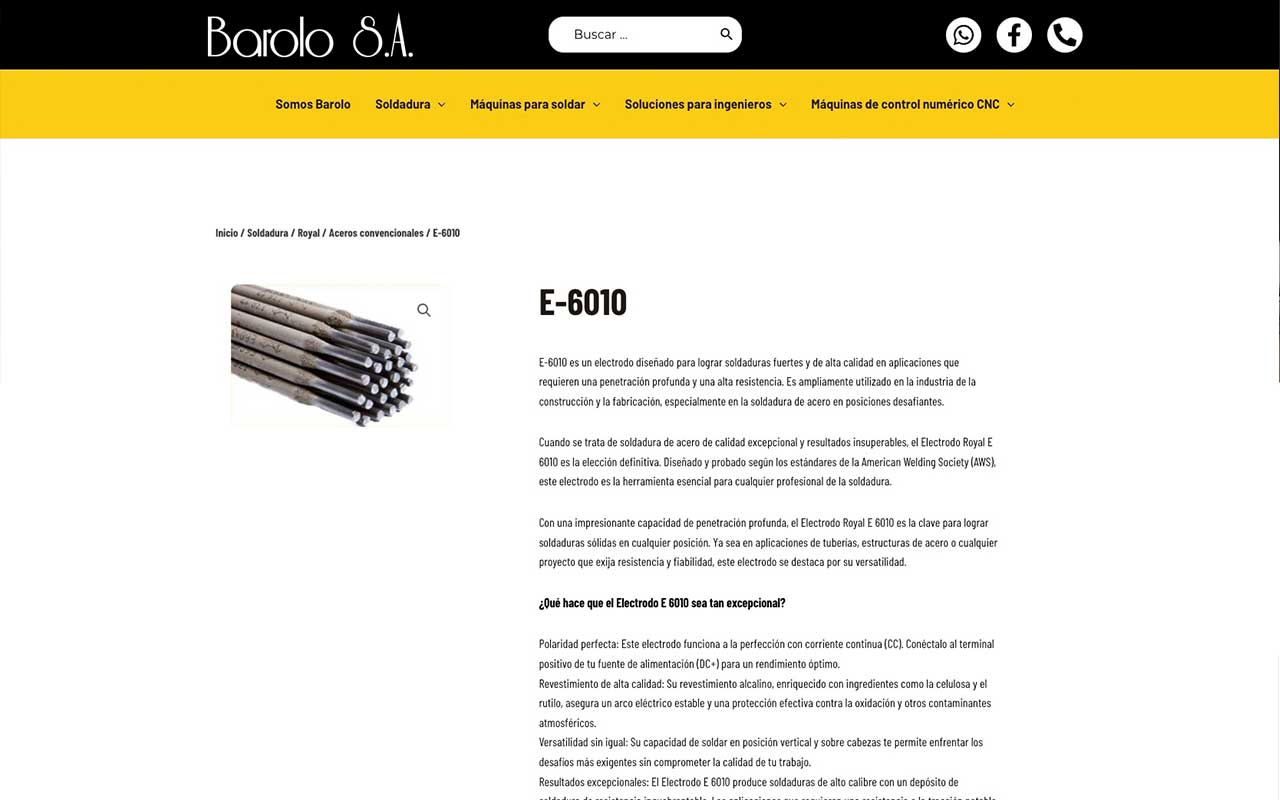 Barolo S.A.
Buscar ...
Somos Barolo
Soldadura
Máquinas para soldar
Soluciones para ingenieros
Máquinas de control numérico CNC
Inicio / Soldadura / Royal / Aceros convencionales / E-6010
E-6010
E-6010 es un electrodo diseñado para lograr soldaduras fuertes y de alta calidad en aplicaciones que
requieren una penetración profunda y una alta resistencia. Es ampliamente utilizado en la industria de la
construcción y la fabricación, especialmente en la soldadura de acero en posiciones desafiantes.
Cuando se trata de soldadura de acero de calidad excepcional y resultados insuperables, el Electrodo Royal E
6010 es la elección definitiva. Diseñado y probado según los estándares de la American Welding Society (AWS),
este electrodo es la herramienta esencial para cualquier profesional de la soldadura.
Con una impresionante capacidad de penetración profunda, el Electrodo Royal E 6010 es la clave para lograr
soldaduras sólidas en cualquier posición. Ya sea en aplicaciones de tuberías, estructuras de acero o cualquier
proyecto que exija resistencia y fiabilidad, este electrodo se destaca por su versatilidad.
¿Qué hace que el Electrodo E 6010 sea tan excepcional?
Polaridad perfecta: Este electrodo funciona a la perfección con corriente continua (CC). Conéctalo al terminal
positivo de tu fuente de alimentación (DC+) para un rendimiento óptimo.
Revestimiento de alta calidad: Su revestimiento alcalino, enriquecido con ingredientes como la celulosa y el
rutilo, asegura un arco eléctrico estable y una protección efectiva contra la oxidación y otros contaminantes
atmosféricos.
Versatilidad sin igual: Su capacidad de soldar en posición vertical y sobre cabezas te permite enfrentar los
desafíos más exigentes sin comprometer la calidad de tu trabajo.
Resultados excepcionales: El Electrodo E 6010 produce soldaduras de alto calibre con un depósito de